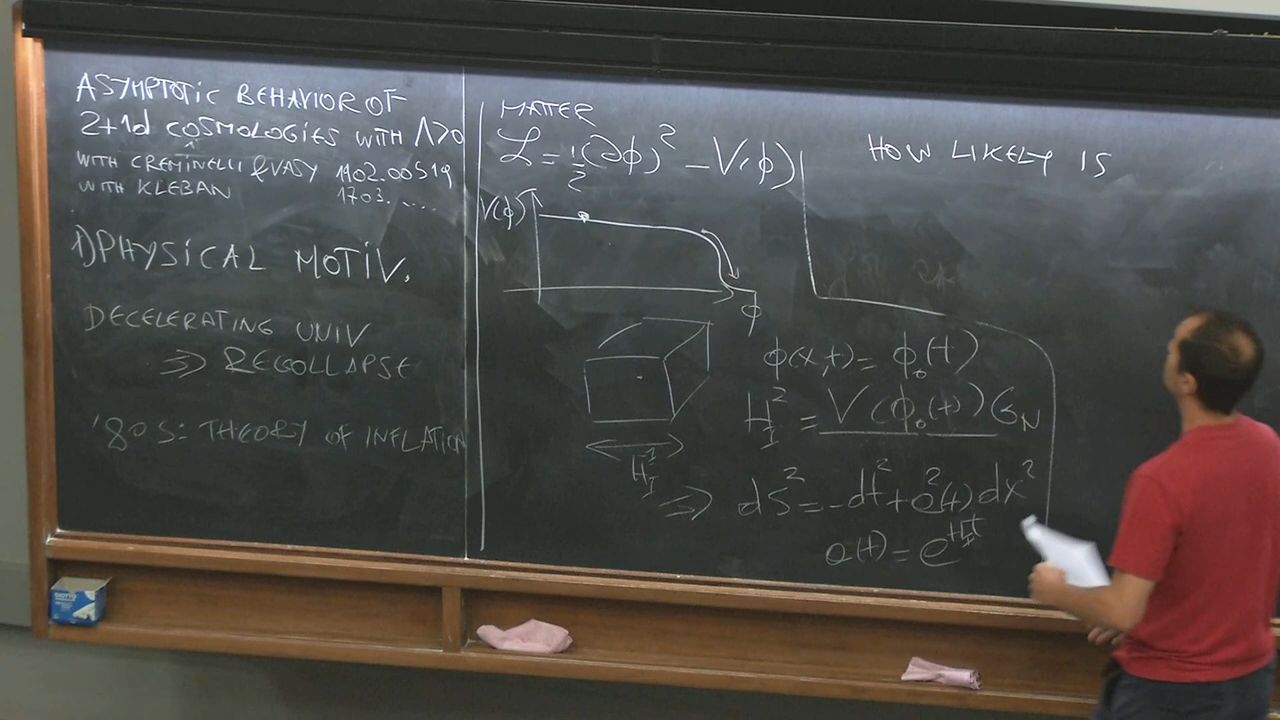 ASYMPTOTIC BEHAVIOR OF
2+1d COSMOLOGIES WITH Λ>0
WITH CREMINELLI & VASY 1902.00519
WITH KLEBAN 1703. ....
1) PHYSICAL MOTIV.
DECELERATING UNIV
⇒ RECOLLAPSE
'80S: THEORY OF INFLATION
MATTER
ℒ = 1/2 (∂φ)² - V(φ)
V(φ)
φ
H_I^-1
φ(x,t) = φ₀(t)
H_I² = V(φ₀(t)) G_N
⇒ ds² = -dt² + a²(t) dx²
a(t) = e^{+H_I t}
HOW LIKELY IS